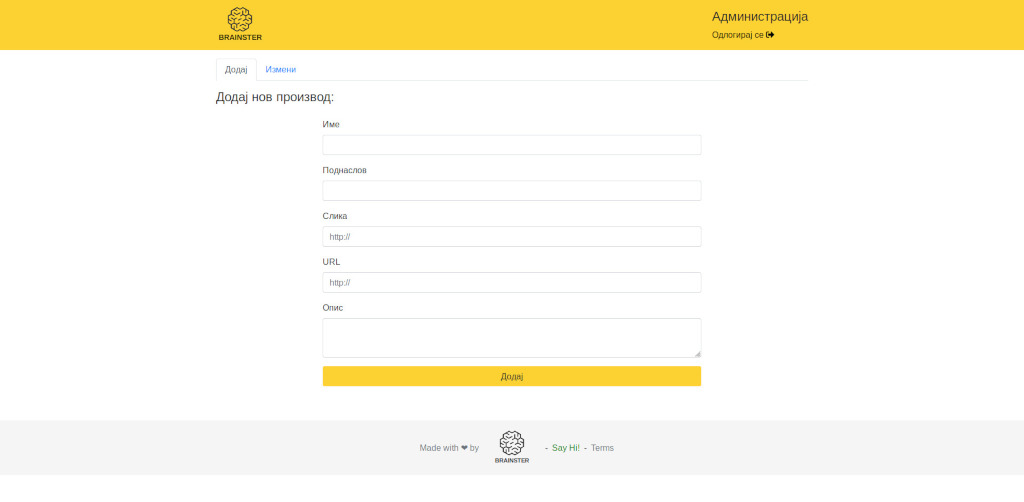 BRAINSTER
Администрација
Одлогирај се
Додај Измени
Додај нов производ:
Име
Поднаслов
Слика
http://
URL
http://
Опис
Додај
Made with ❤ by BRAINSTER - Say Hi! - Terms